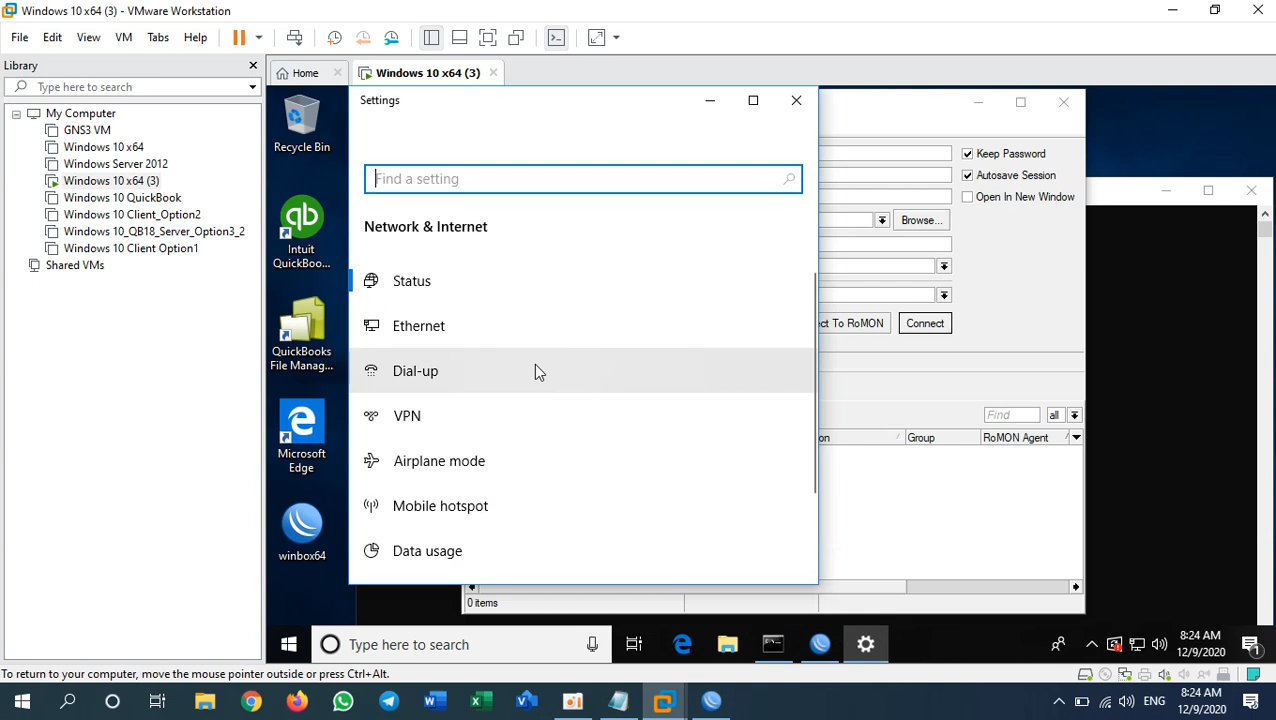 Windows 10 x64 (3) - VMware Workstation
File Edit View VM Tabs Help
Library
Type here to search
My Computer
GNS3 VM
Windows 10 x64
Windows Server 2012
Windows 10 x64 (3)
Windows 10 QuickBook
Windows 10 Client_Option2
Windows 10_QB18_Server_Option3_2
Windows 10 Client Option1
Shared VMs
Home
Windows 10 x64 (3)
Recycle Bin
Intuit
QuickBoo...
QuickBooks
File Manag...
Microsoft
Edge
winbox64
Settings
Find a setting
Network & Internet
Status
Ethernet
Dial-up
VPN
Airplane mode
Mobile hotspot
Data usage
Keep Password
Autosave Session
Open In New Window
Browse...
ct To RoMON
Connect
Find
all
on
Group
RoMON Agent
0 items
Type here to search
8:24 AM
12/9/2020
1
To return to your computer, move the mouse pointer outside or press Ctrl+Alt.
ENG
8:24 AM
12/9/2020